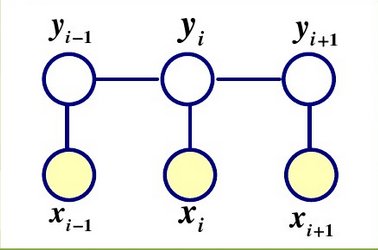 y_{i-1} y_i y_{i+1}
x_{i-1} x_i x_{i+1}